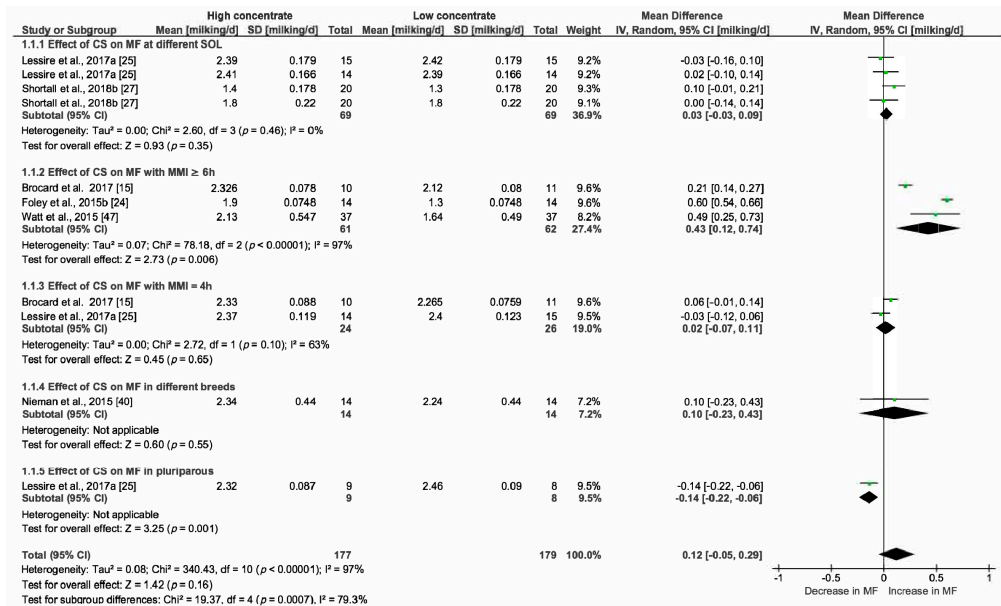 High concentrate Low concentrate Mean Difference Mean Difference
Study or Subgroup Mean [milking/d] SD [milking/d] Total Mean [milking/d] SD [milking/d] Total Weight IV, Random, 95% CI [milking/d] IV, Random, 95% CI [milking/d]
1.1.1 Effect of CS on MF at different SOL
Lessire et al., 2017a [25] 2.39 0.179 15 2.42 0.179 15 9.2% -0.03 [-0.16, 0.10]
Lessire et al., 2017a [25] 2.41 0.166 14 2.39 0.166 14 9.2% 0.02 [-0.10, 0.14]
Shortall et al., 2018b [27] 1.4 0.178 20 1.3 0.178 20 9.3% 0.10 [-0.01, 0.21]
Shortall et al., 2018b [27] 1.8 0.22 20 1.8 0.22 20 9.1% 0.00 [-0.14, 0.14]
Subtotal (95% CI) 69 69 36.9% 0.03 [-0.03, 0.09]
Heterogeneity: Tau² = 0.00; Chi² = 2.60, df = 3 (p = 0.46); I² = 0%
Test for overall effect: Z = 0.93 (p = 0.35)
1.1.2 Effect of CS on MF with MMI ≥ 6h
Brocard et al. 2017 [15] 2.326 0.078 10 2.12 0.08 11 9.6% 0.21 [0.14, 0.27]
Foley et al., 2015b [24] 1.9 0.0748 14 1.3 0.0748 14 9.6% 0.60 [0.54, 0.66]
Watt et al., 2015 [47] 2.13 0.547 37 1.64 0.49 37 8.2% 0.49 [0.25, 0.73]
Subtotal (95% CI) 61 62 27.4% 0.43 [0.12, 0.74]
Heterogeneity: Tau² = 0.07; Chi² = 78.18, df = 2 (p < 0.00001); I² = 97%
Test for overall effect: Z = 2.73 (p = 0.006)
1.1.3 Effect of CS on MF with MMI = 4h
Brocard et al. 2017 [15] 2.33 0.088 10 2.265 0.0759 11 9.6% 0.06 [-0.01, 0.14]
Lessire et al., 2017a [25] 2.37 0.119 14 2.4 0.123 15 9.5% -0.03 [-0.12, 0.06]
Subtotal (95% CI) 24 26 19.0% 0.02 [-0.07, 0.11]
Heterogeneity: Tau² = 0.00; Chi² = 2.72, df = 1 (p = 0.10); I² = 63%
Test for overall effect: Z = 0.45 (p = 0.65)
1.1.4 Effect of CS on MF in different breeds
Nieman et al., 2015 [40] 2.34 0.44 14 2.24 0.44 14 7.2% 0.10 [-0.23, 0.43]
Subtotal (95% CI) 14 14 7.2% 0.10 [-0.23, 0.43]
Heterogeneity: Not applicable
Test for overall effect: Z = 0.60 (p = 0.55)
1.1.5 Effect of CS on MF in pluriparous
Lessire et al., 2017a [25] 2.32 0.087 9 2.46 0.09 8 9.5% -0.14 [-0.22, -0.06]
Subtotal (95% CI) 9 8 9.5% -0.14 [-0.22, -0.06]
Heterogeneity: Not applicable
Test for overall effect: Z = 3.25 (p = 0.001)
Total (95% CI) 177 179 100.0% 0.12 [-0.05, 0.29]
Heterogeneity: Tau² = 0.08; Chi² = 340.43, df = 10 (p < 0.00001); I² = 97%
Test for overall effect: Z = 1.42 (p = 0.16)
Test for subgroup differences: Chi² = 19.37, df = 4 (p = 0.0007), I² = 79.3%
-1 -0.5 0 0.5 1
Decrease in MF Increase in MF